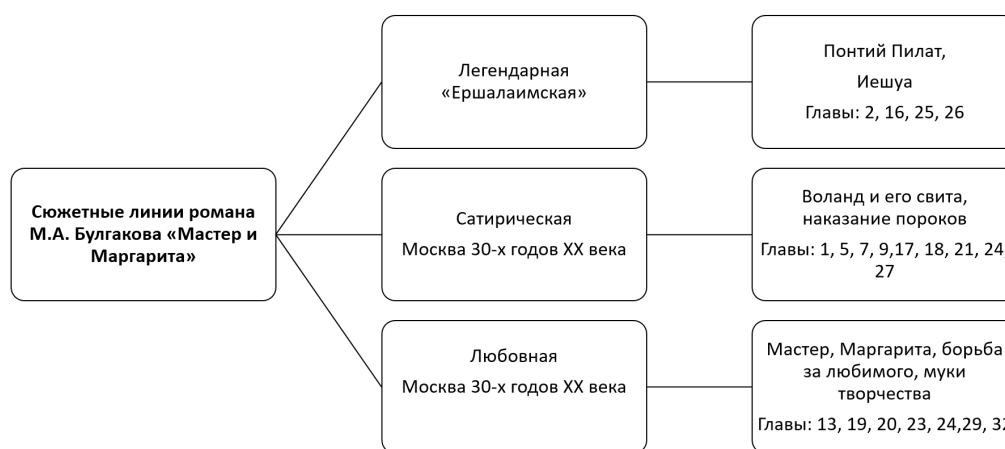 Сюжетные линии романа
М.А. Булгакова «Мастер и
Маргарита»
Легендарная
«Ершалаимская»
Понтий Пилат,
Иешуа
Главы: 2, 16, 25, 26
Сатирическая
Москва 30-х годов XX века
Воланд и его свита,
наказание пороков
Главы: 1, 5, 7, 9,17, 18, 21, 24,
27
Любовная
Москва 30-х годов XX века
Мастер, Маргарита, борьба
за любимого, муки
творчества
Главы: 13, 19, 20, 23, 24,29, 32